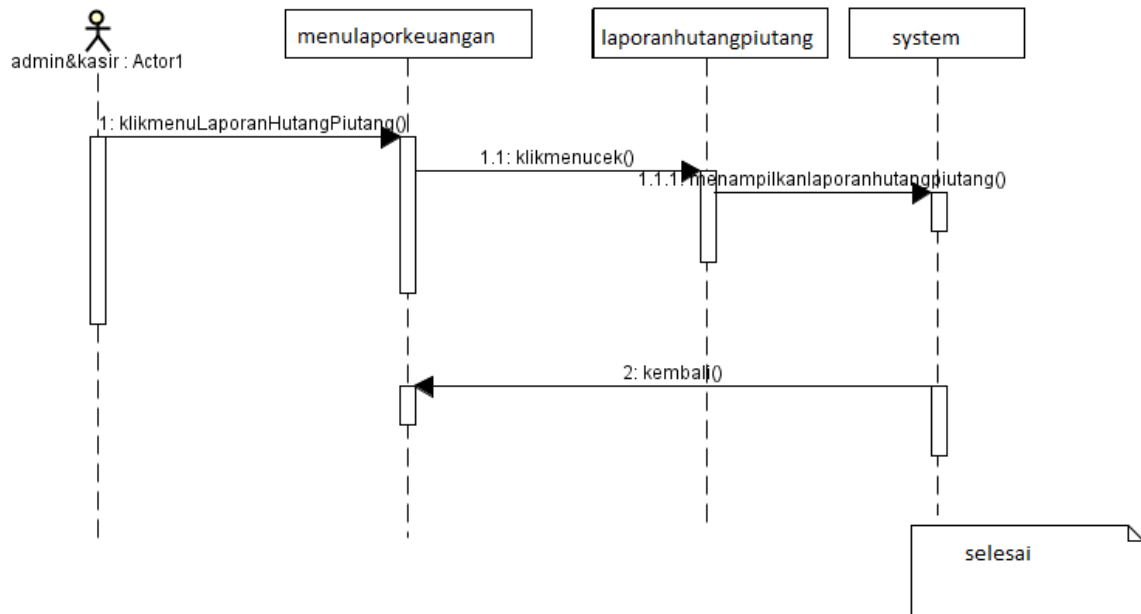 admin&kasir : Actor1
menulaporkeuangan
laporanhutangpiutang
system
1: klikmenuLaporanHutangPiutang()
1.1: klikmenucek()
1.1.1: menampilkanlaporanhutangpiutang()
2: kembali()
selesai